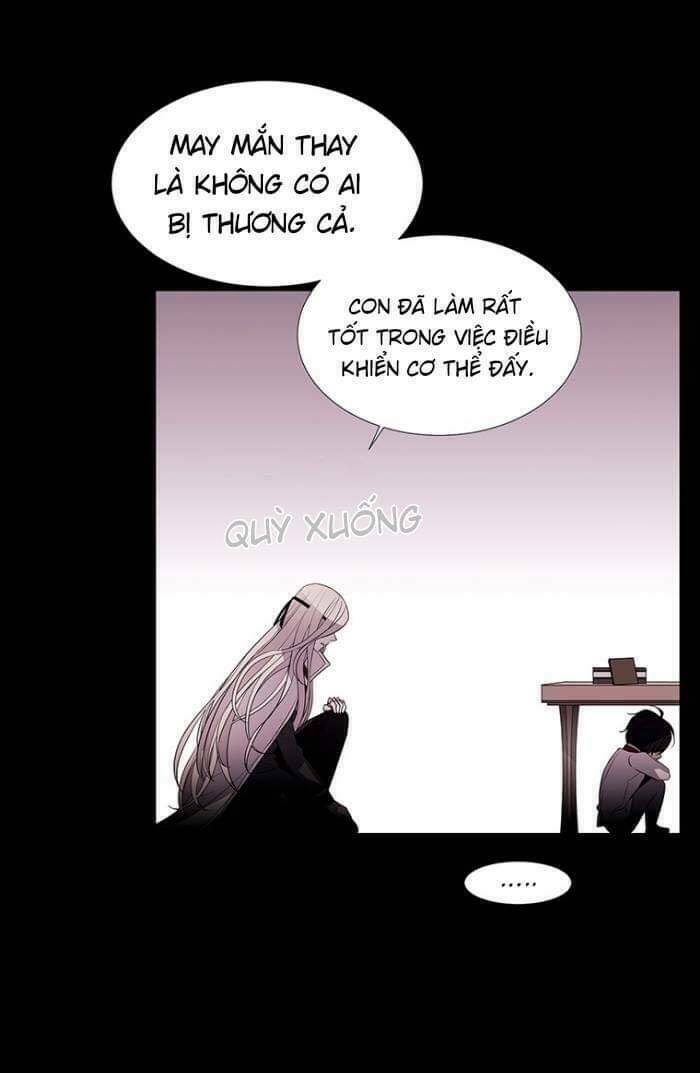 MAY MẮN THAY
LÀ KHÔNG CÓ AI
BỊ THƯƠNG CẢ.
CON ĐÃ LÀM RẤT
TỐT TRONG VIỆC ĐIỀU
KHIỂN CƠ THỂ ĐẤY.
QUỲ XUỐNG
.....